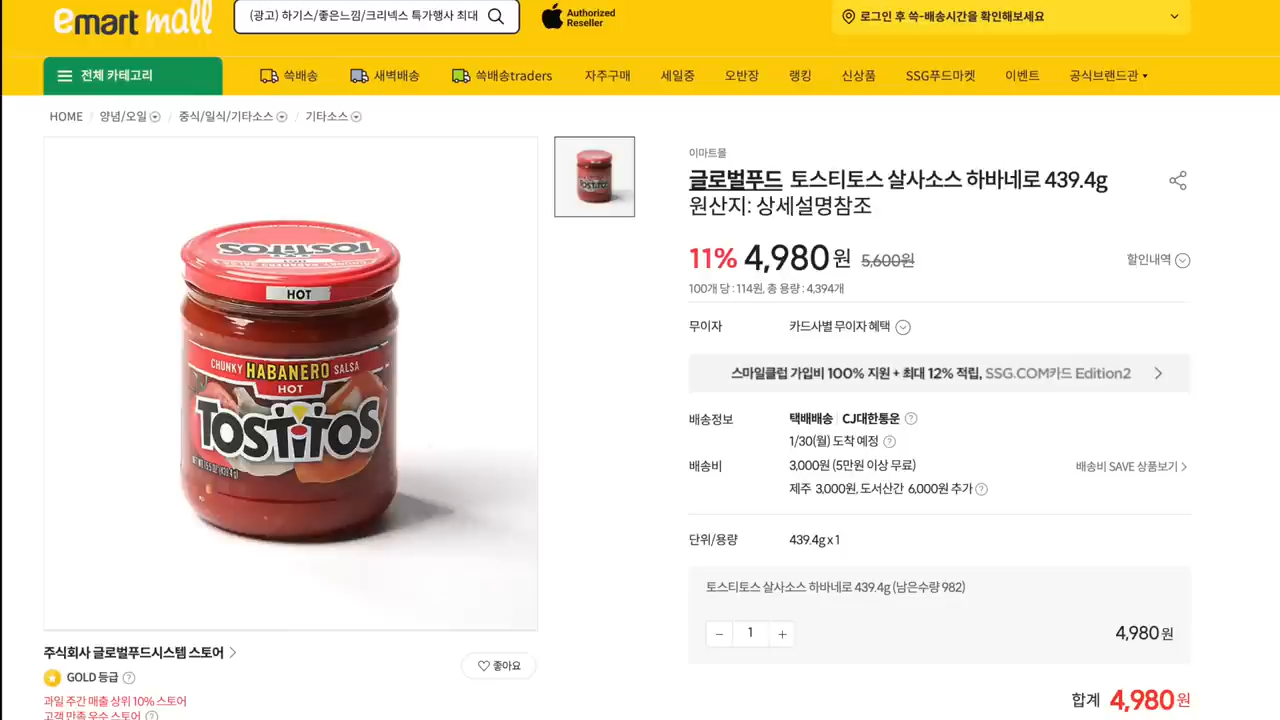 emart mall
(광고) 하기스/좋은느낌/크리넥스 특가행사 최대
Authorized
Reseller
로그인 후 쓱-배송시간을 확인해보세요
전체 카테고리
쓱배송 새벽배송 쓱배송traders 자주구매 세일중 오반장 랭킹 신상품 SSG푸드마켓 이벤트 공식브랜드관
HOME / 양념/오일 / 중식/일식/기타소스 / 기타소스
TOSTITOS
HOT
CHUNKY HABANERO SALSA
HOT
TOSTITOS
NET WT. 15.5 OZ. (439.4 g)
이마트몰
글로벌푸드 토스티토스 살사소스 하바네로 439.4g
원산지: 상세설명참조
11% 4,980원 5,600원
할인내역
100개 당 : 114원, 총 용량 : 4,394개
무이자 카드사별 무이자 혜택
스마일클럽 가입비 100% 지원 + 최대 12% 적립, SSG.COM카드 Edition2
배송정보 택배배송 CJ대한통운
1/30(월) 도착 예정
배송비 3,000원 (5만원 이상 무료)
배송비 SAVE 상품보기
제주 3,000원, 도서산간 6,000원 추가
단위/용량 439.4g x 1
토스티토스 살사소스 하바네로 439.4g (남은수량 982)
− 1 +
4,980원
합계 4,980원
주식회사 글로벌푸드시스템 스토어
좋아요
GOLD 등급
과일 주간 매출 상위 10% 스토어
고객 만족 우수 스토어